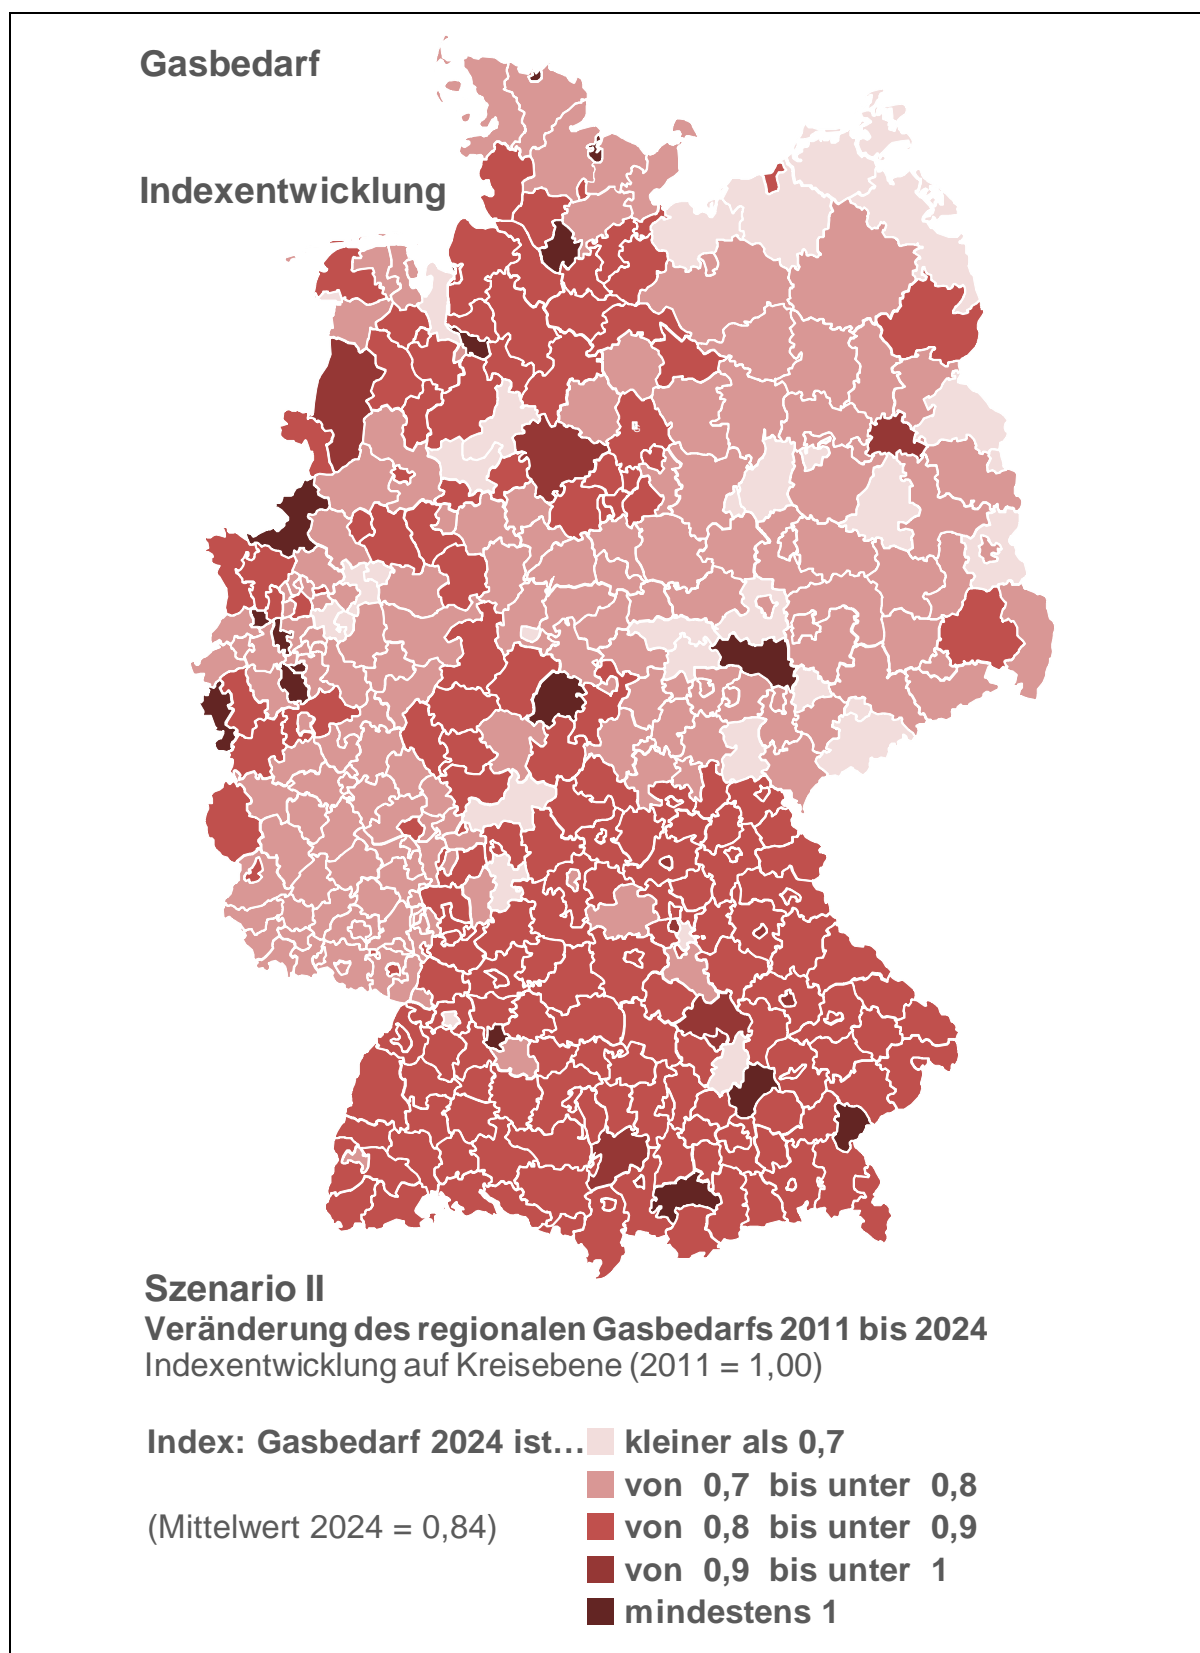 Gasbedarf
Indexentwicklung
Szenario II
Veränderung des regionalen Gasbedarfs 2011 bis 2024
Indexentwicklung auf Kreisebene (2011 = 1,00)
Index: Gasbedarf 2024 ist... kleiner als 0,7
von 0,7 bis unter 0,8
(Mittelwert 2024 = 0,84) von 0,8 bis unter 0,9
von 0,9 bis unter 1
mindestens 1